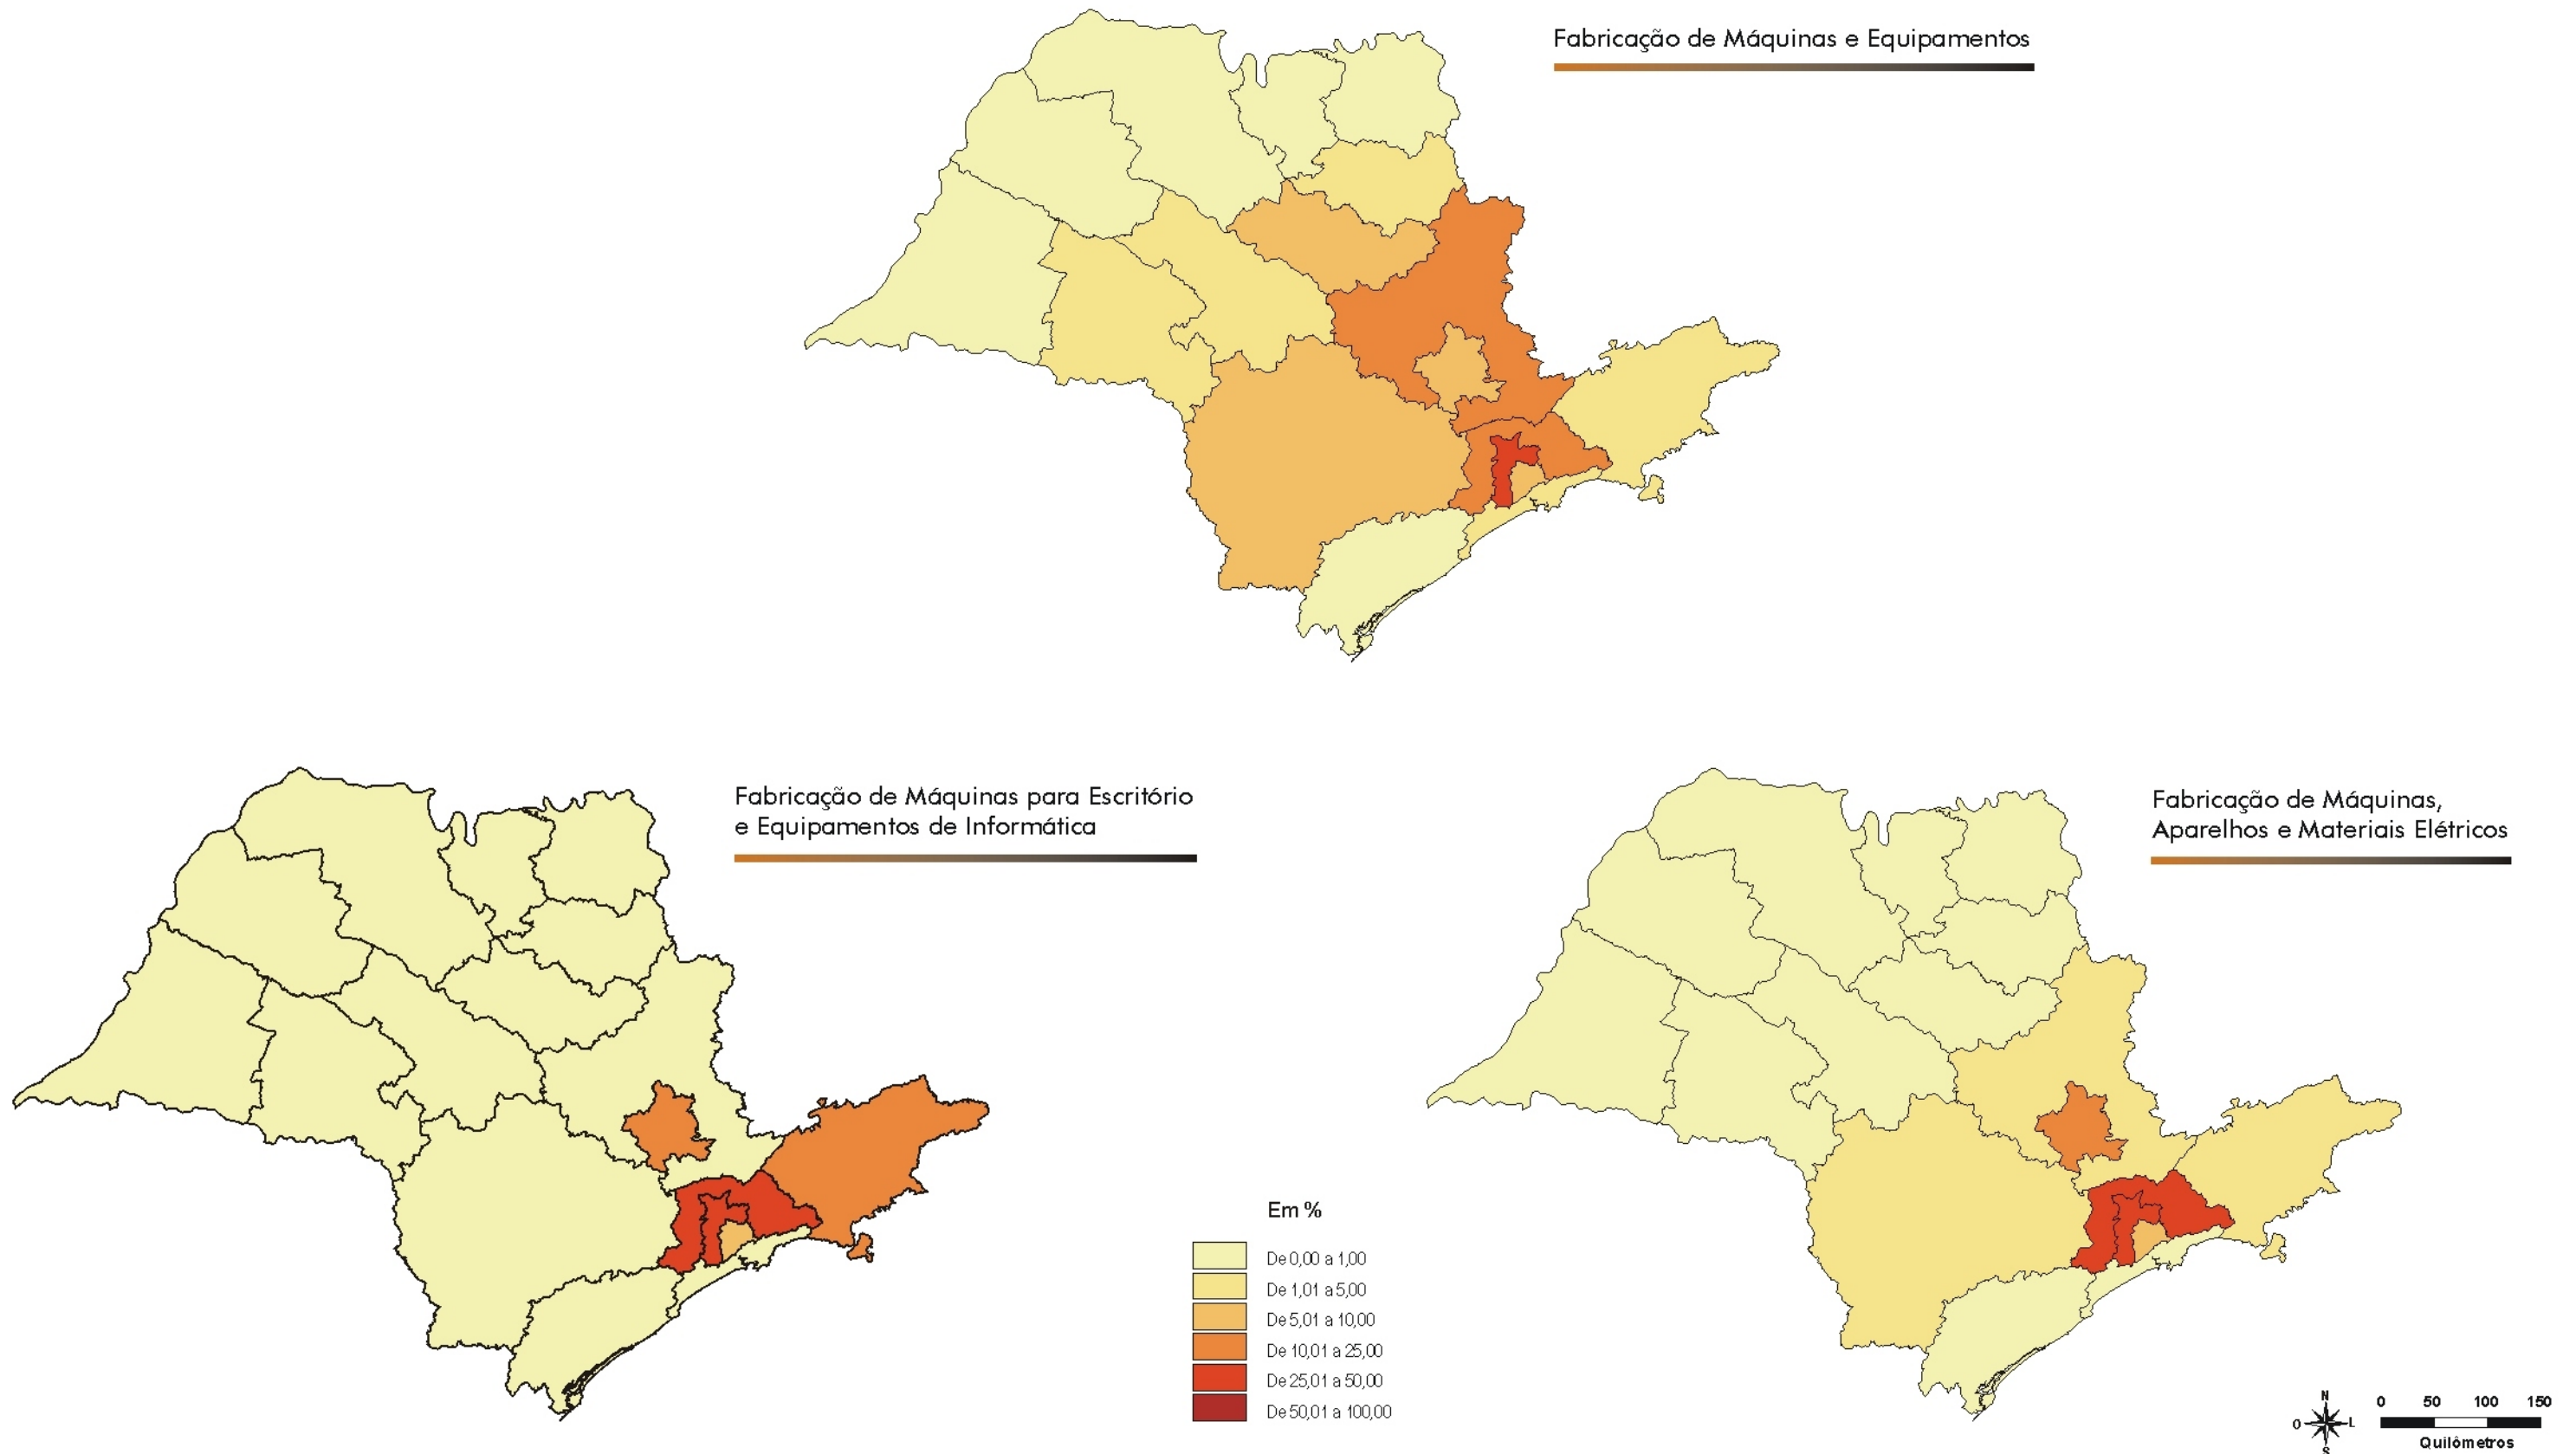 Fabricação de Máquinas e Equipamentos
Fabricação de Máquinas para Escritório
e Equipamentos de Informática
Fabricação de Máquinas,
Aparelhos e Materiais Elétricos
Em %
De 0,00 a 1,00
De 1,01 a 5,00
De 5,01 a 10,00
De 10,01 a 25,00
De 25,01 a 50,00
De 50,01 a 100,00
N
O L
S
0 50 100 150
Quilômetros